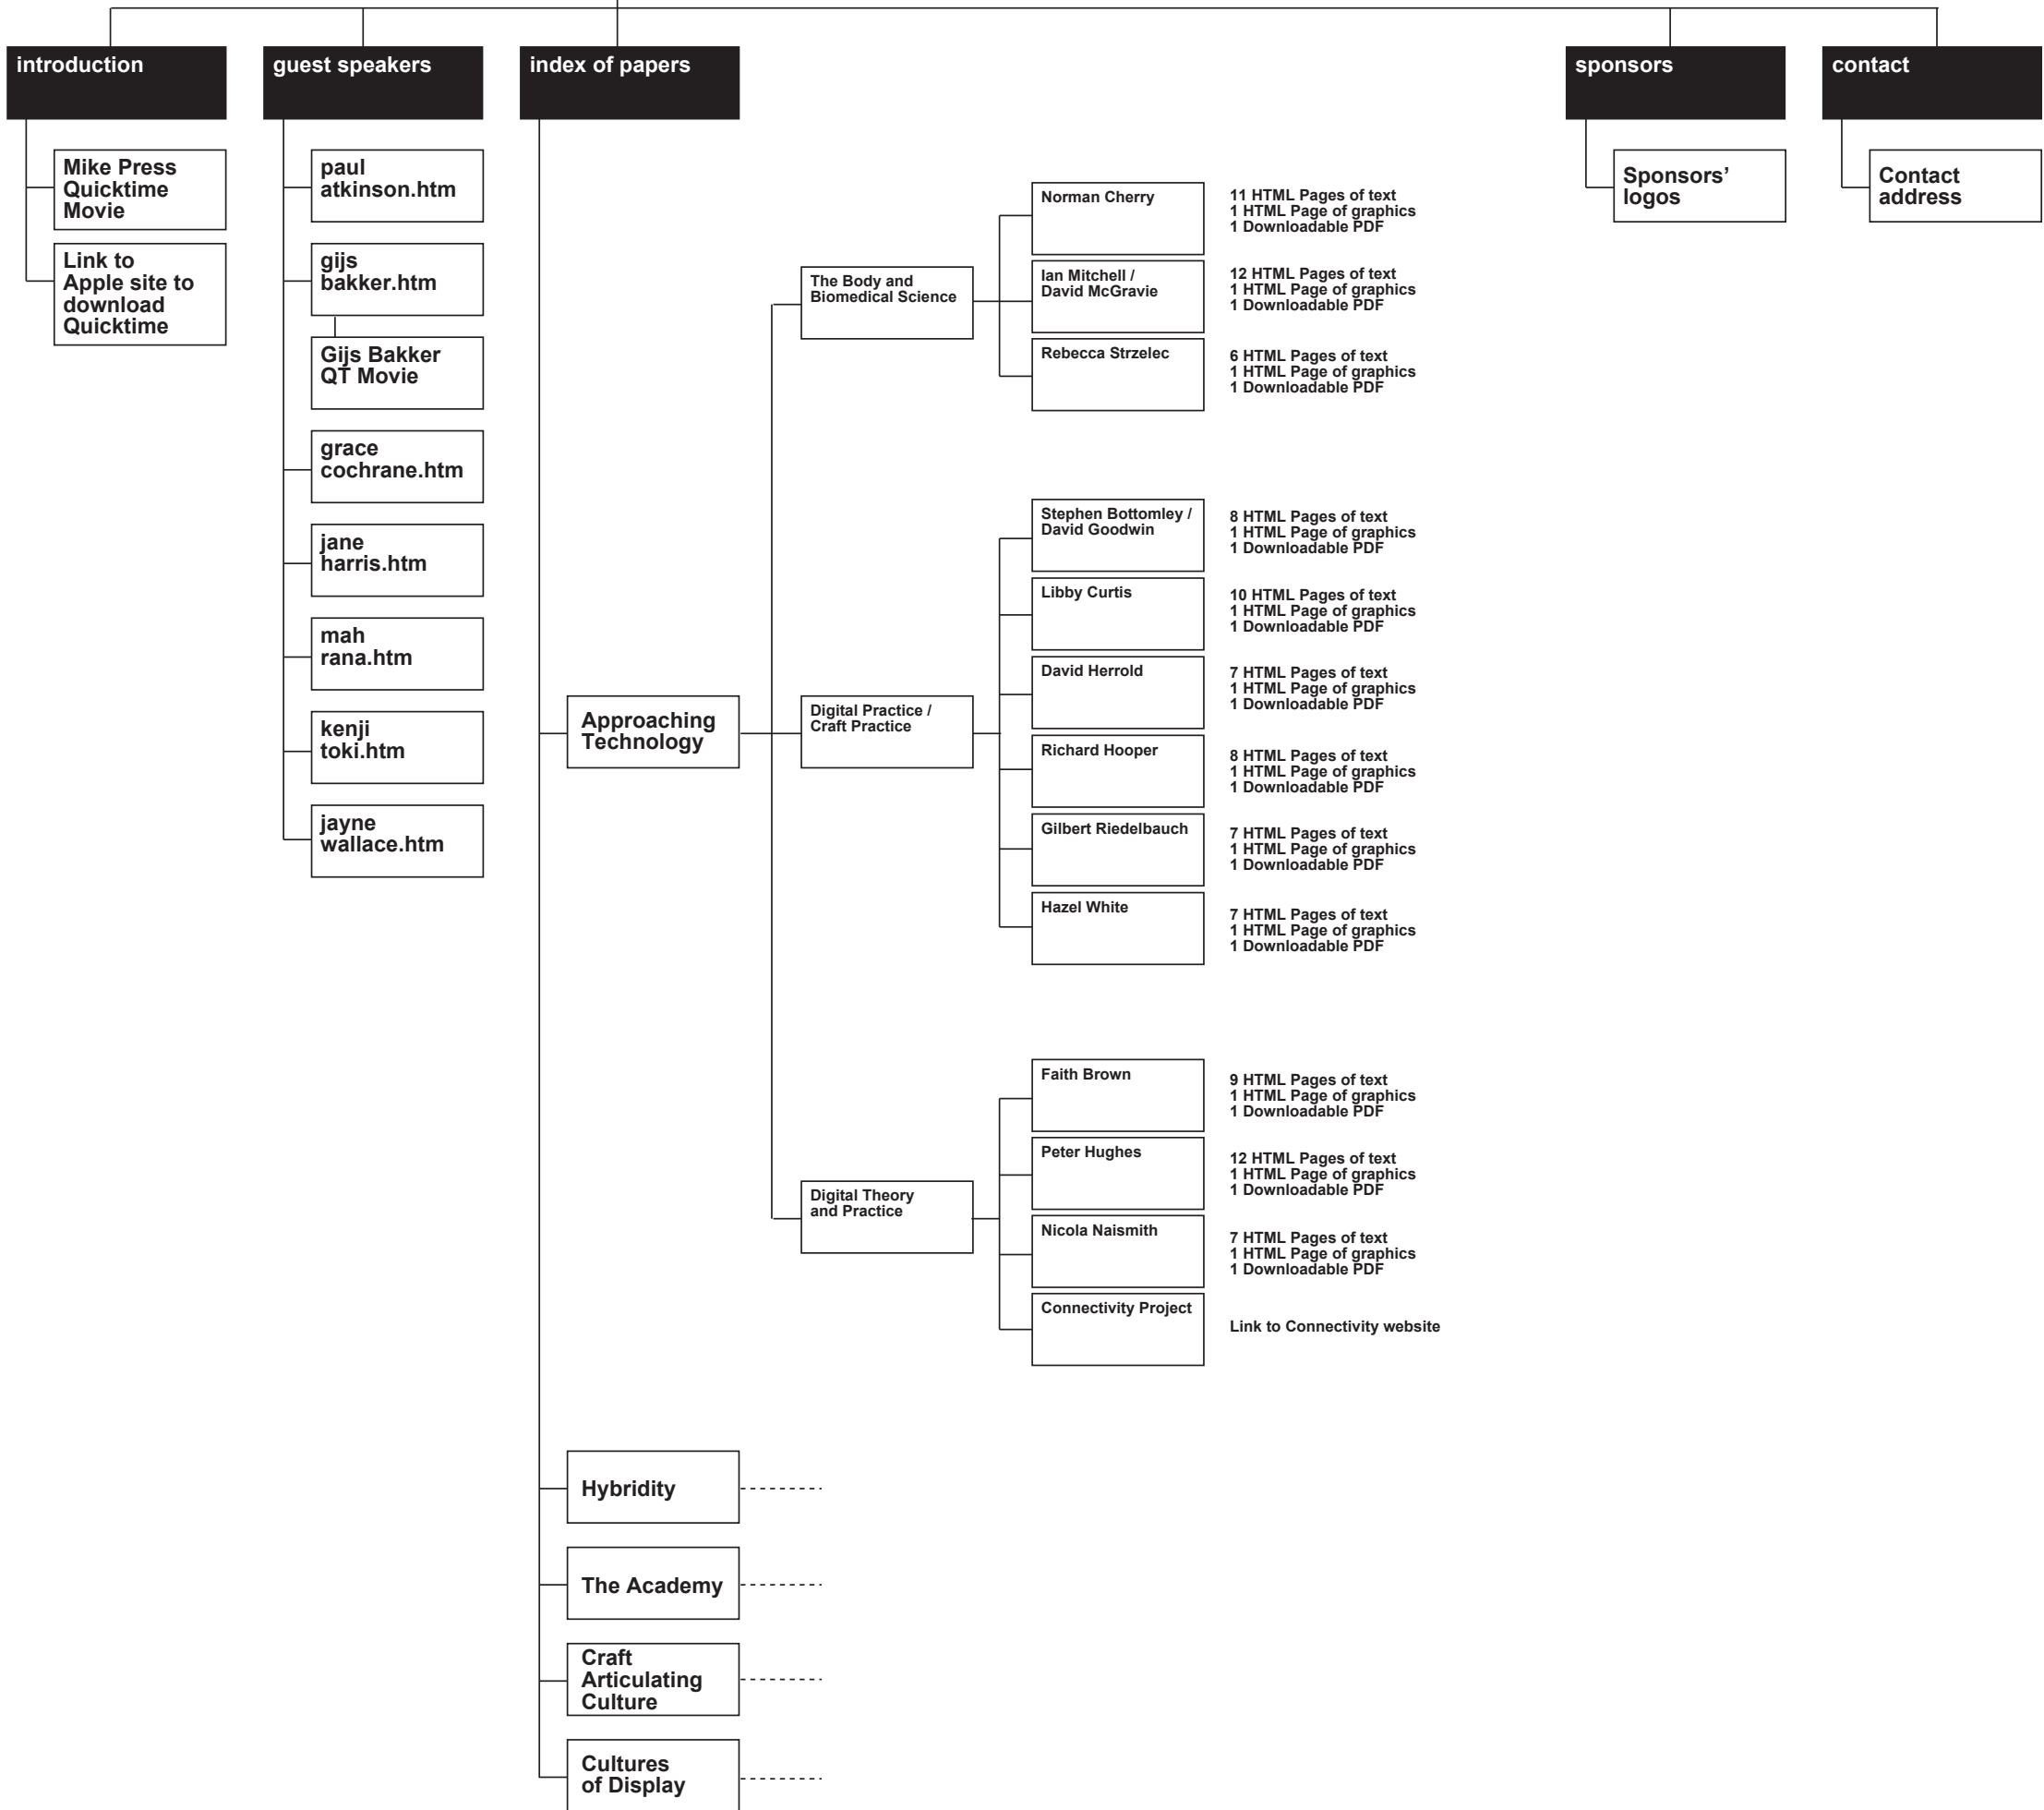 introduction
guest speakers
index of papers
sponsors
contact
Mike Press
Quicktime
Movie
Link to
Apple site to
download
Quicktime
paul
atkinson.htm
gijs
bakker.htm
Gijs Bakker
QT Movie
grace
cochrane.htm
jane
harris.htm
mah
rana.htm
kenji
toki.htm
jayne
wallace.htm
Approaching
Technology
The Body and
Biomedical Science
Norman Cherry
11 HTML Pages of text
1 HTML Page of graphics
1 Downloadable PDF
Ian Mitchell /
David McGravie
12 HTML Pages of text
1 HTML Page of graphics
1 Downloadable PDF
Rebecca Strzelec
6 HTML Pages of text
1 HTML Page of graphics
1 Downloadable PDF
Digital Practice /
Craft Practice
Stephen Bottomley /
David Goodwin
8 HTML Pages of text
1 HTML Page of graphics
1 Downloadable PDF
Libby Curtis
10 HTML Pages of text
1 HTML Page of graphics
1 Downloadable PDF
David Herrold
7 HTML Pages of text
1 HTML Page of graphics
1 Downloadable PDF
Richard Hooper
8 HTML Pages of text
1 HTML Page of graphics
1 Downloadable PDF
Gilbert Riedelbauch
7 HTML Pages of text
1 HTML Page of graphics
1 Downloadable PDF
Hazel White
7 HTML Pages of text
1 HTML Page of graphics
1 Downloadable PDF
Digital Theory
and Practice
Faith Brown
9 HTML Pages of text
1 HTML Page of graphics
1 Downloadable PDF
Peter Hughes
12 HTML Pages of text
1 HTML Page of graphics
1 Downloadable PDF
Nicola Naismith
7 HTML Pages of text
1 HTML Page of graphics
1 Downloadable PDF
Connectivity Project
Link to Connectivity website
Hybridity
The Academy
Craft
Articulating
Culture
Cultures
of Display
Sponsors’
logos
Contact
address